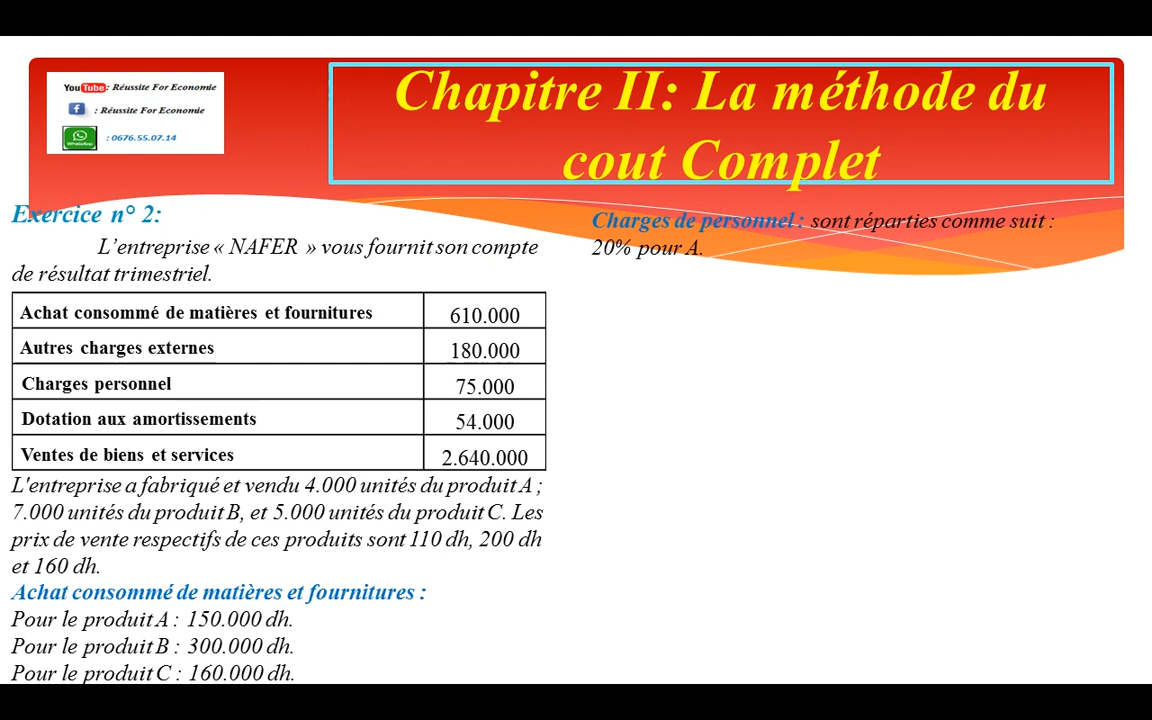 YouTube : Réussite For Economie
: Réussite For Economie
WhatsApp : 0676.55.07.14
Chapitre II: La méthode du
cout Complet
Exercice n° 2:
L’entreprise « NAFER » vous fournit son compte
de résultat trimestriel.
Achat consommé de matières et fournitures 610.000
Autres charges externes 180.000
Charges personnel 75.000
Dotation aux amortissements 54.000
Ventes de biens et services 2.640.000
L'entreprise a fabriqué et vendu 4.000 unités du produit A ;
7.000 unités du produit B, et 5.000 unités du produit C. Les
prix de vente respectifs de ces produits sont 110 dh, 200 dh
et 160 dh.
Achat consommé de matières et fournitures :
Pour le produit A : 150.000 dh.
Pour le produit B : 300.000 dh.
Pour le produit C : 160.000 dh.
Charges de personnel : sont réparties comme suit :
20% pour A.